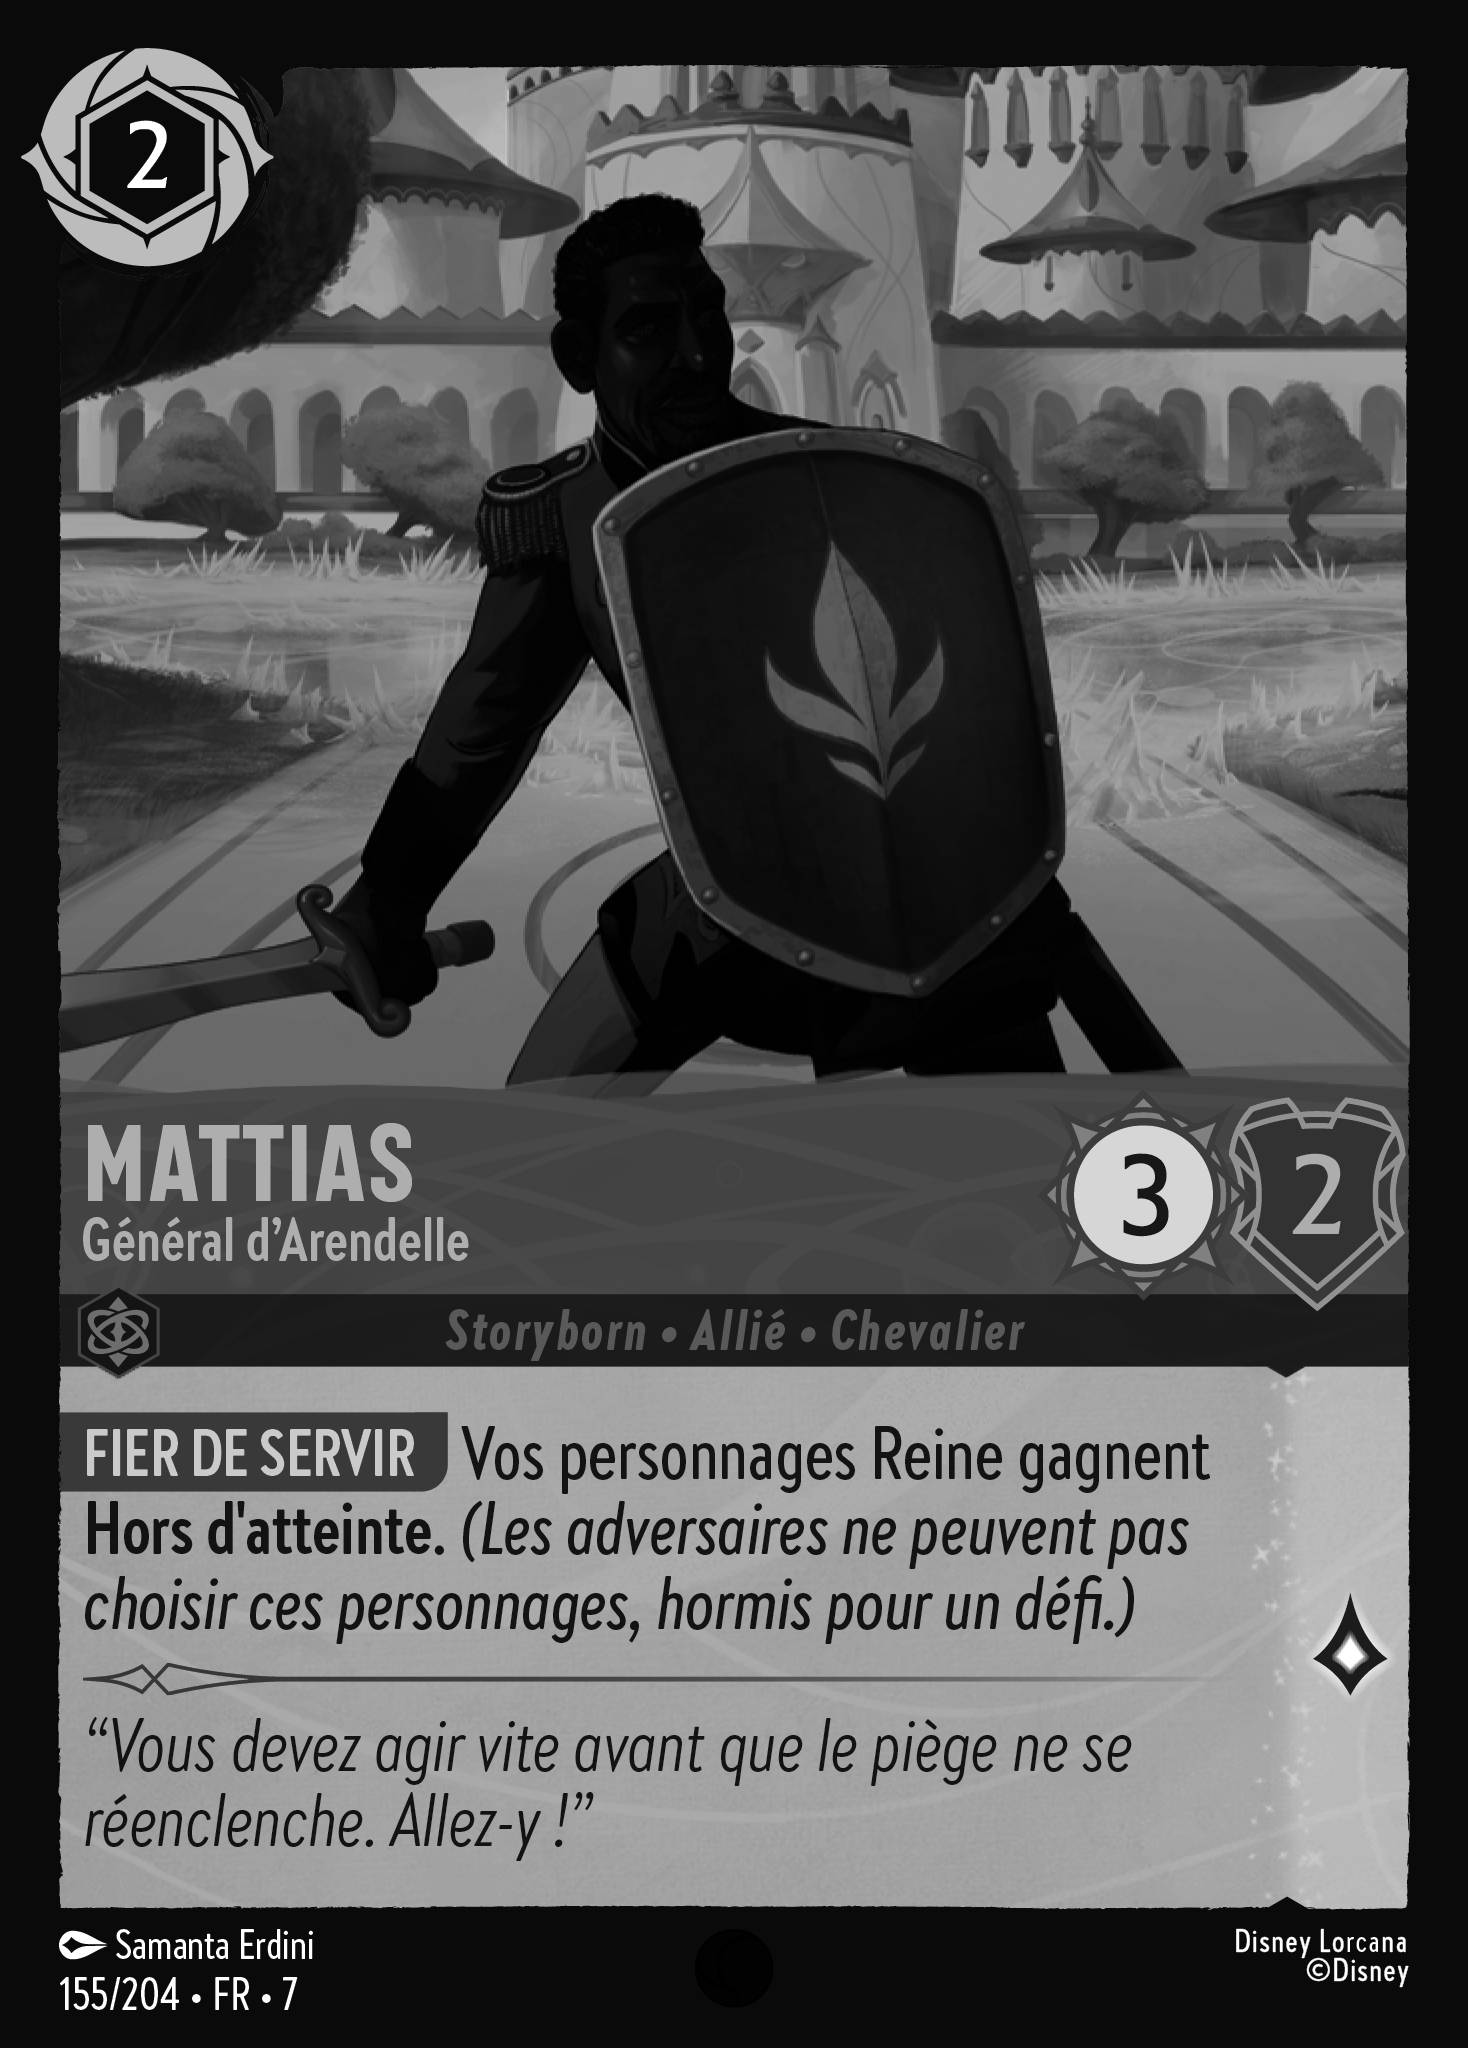 2
MATTIAS
Général d’Arendelle
3
2
Storyborn • Allié • Chevalier
FIER DE SERVIR Vos personnages Reine gagnent
Hors d'atteinte. (Les adversaires ne peuvent pas
choisir ces personnages, hormis pour un défi.)
“Vous devez agir vite avant que le piège ne se
réenclenche. Allez-y !”
Samanta Erdini
155/204 • FR • 7
Disney Lorcana
©Disney